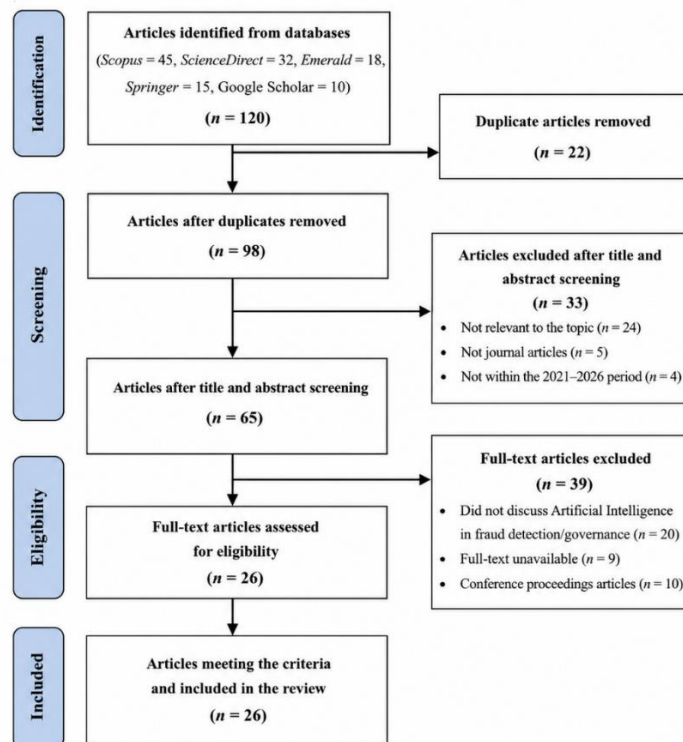 Identification
Articles identified from databases
(Scopus = 45, ScienceDirect = 32, Emerald = 18,
Springer = 15, Google Scholar = 10)
(n = 120)
Duplicate articles removed
(n = 22)
Screening
Articles after duplicates removed
(n = 98)
Articles excluded after title and
abstract screening
(n = 33)
• Not relevant to the topic (n = 24)
• Not journal articles (n = 5)
• Not within the 2021–2026 period (n = 4)
Articles after title and abstract screening
(n = 65)
Eligibility
Full-text articles excluded
(n = 39)
• Did not discuss Artificial Intelligence
in fraud detection/governance (n = 20)
• Full-text unavailable (n = 9)
• Conference proceedings articles (n = 10)
Full-text articles assessed
for eligibility
(n = 26)
Included
Articles meeting the criteria
and included in the review
(n = 26)